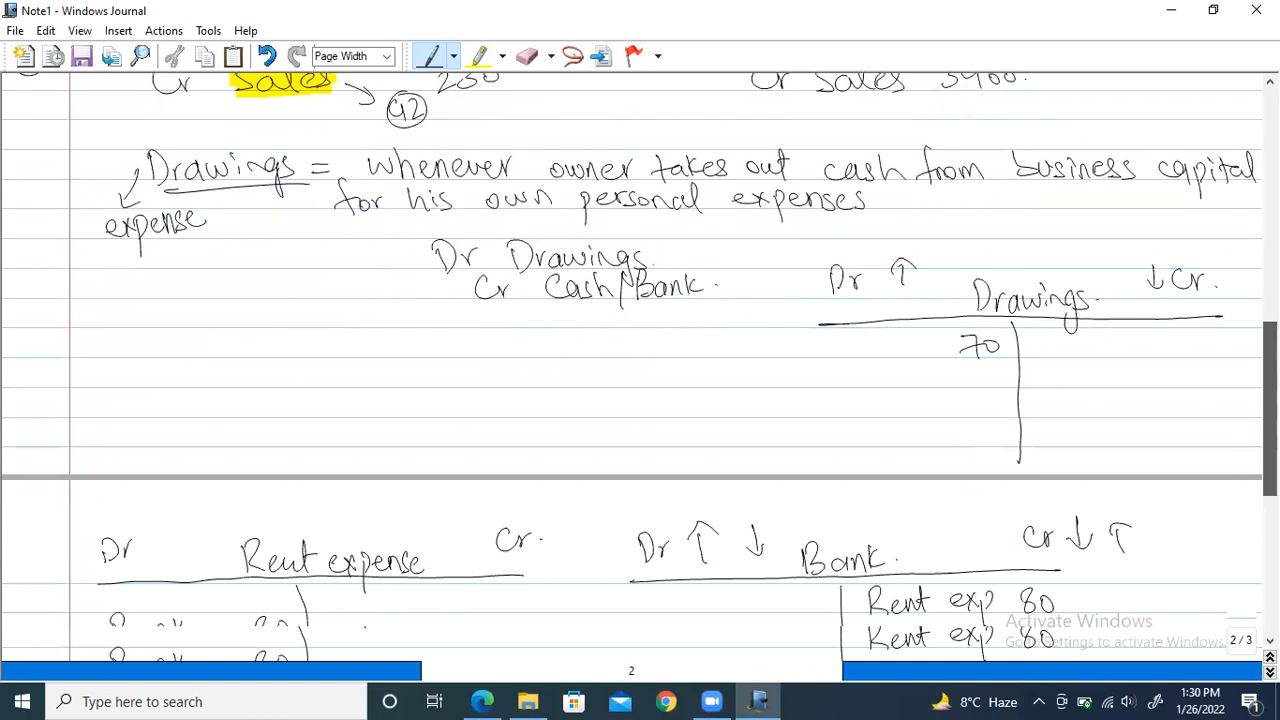 Note1 - Windows Journal
File Edit View Insert Actions Tools Help
Page Width
Cr Sales 250
Cr Sales 5400.
92
Drawings = whenever owner takes out cash from business capital
for his own personal expenses
expense
Dr Drawings.
Cr Cash/Bank.
Dr ↑ Drawings. ↓ Cr.
70
Dr Rent expense Cr.
Dr ↑ ↓ Bank. Cr ↓ ↑
Rent exp 80
Rent exp 80
Activate Windows
Go to Settings to activate Windows.
2 / 3
2
Type here to search
8°C Haze
1:30 PM
1/26/2022
1